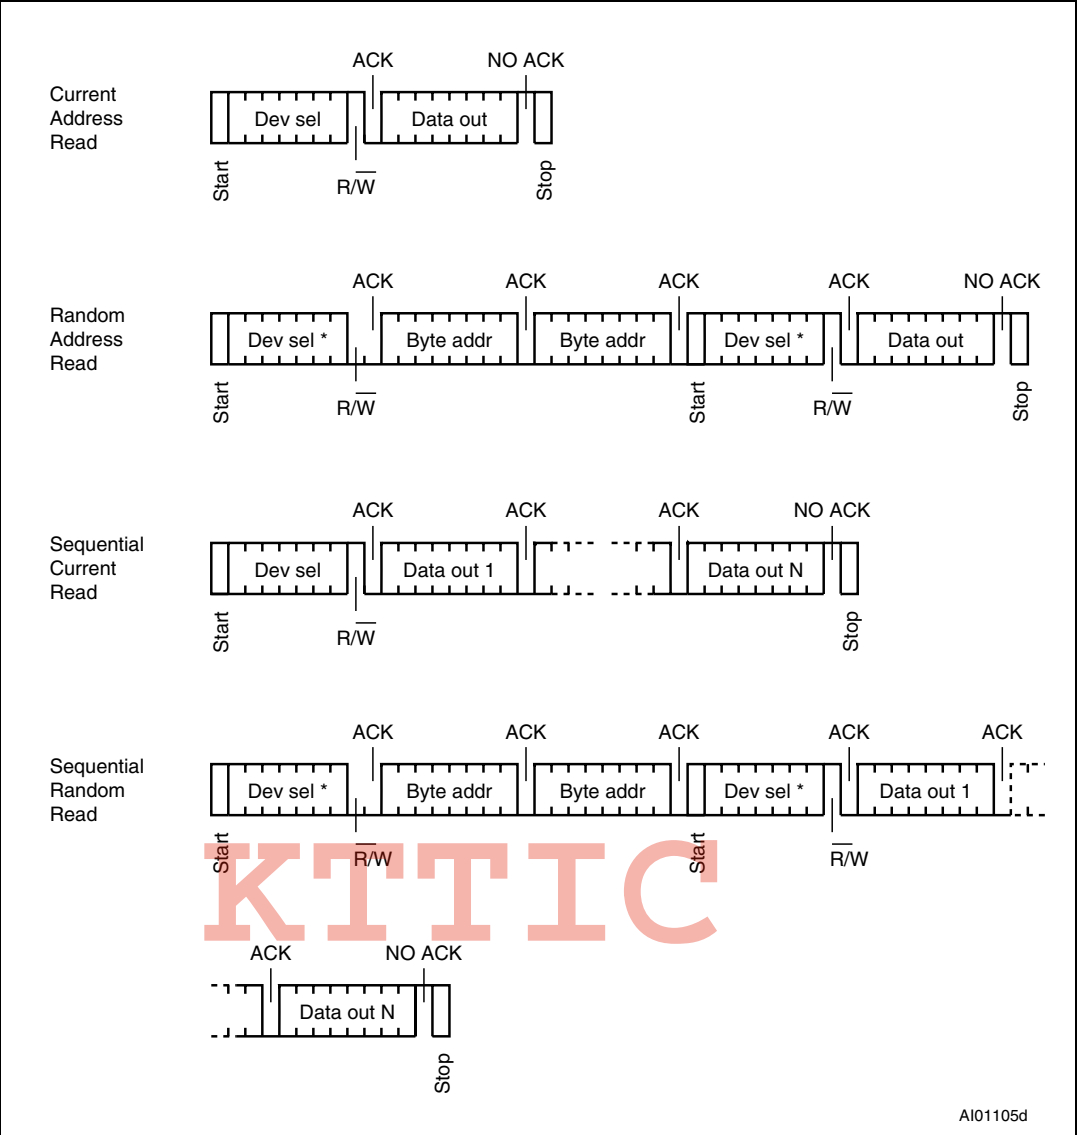 ACK NO ACK
Current
Address
Read
Dev sel Data out
Start R/W Stop
ACK ACK ACK ACK NO ACK
Random
Address
Read
Dev sel * Byte addr Byte addr Dev sel * Data out
Start R/W Start R/W Stop
ACK ACK ACK NO ACK
Sequential
Current
Read
Dev sel Data out 1 Data out N
Start R/W Stop
ACK ACK ACK ACK ACK
Sequential
Random
Read
Dev sel * Byte addr Byte addr Dev sel * Data out 1
Start R/W Start R/W
KTTIC
ACK NO ACK
Data out N
Stop
AI01105d